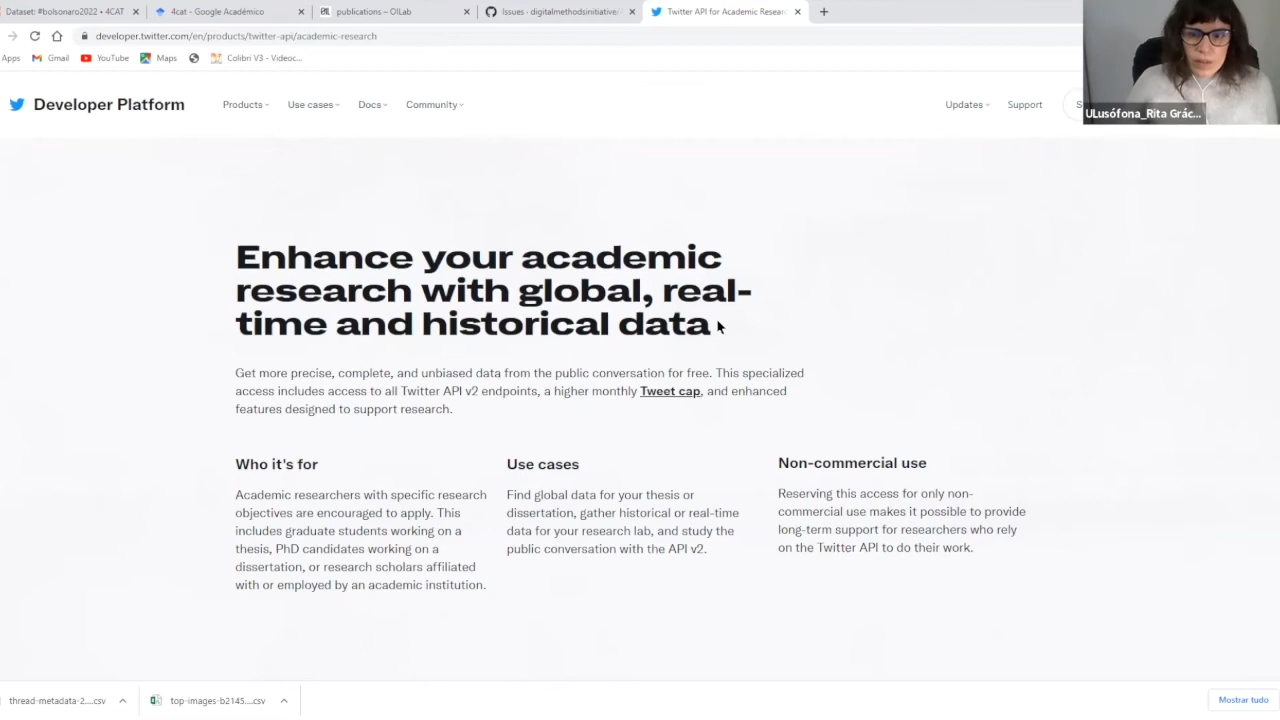 Dataset: #bolsonaro2022 • 4CAT
4cat - Google Académico
publications – OILab
Issues · digitalmethodsinitiative/
Twitter API for Academic Resear
developer.twitter.com/en/products/twitter-api/academic-research
Apps
Gmail
YouTube
Maps
Colibri V3 - Videoc...
Developer Platform
Products
Use cases
Docs
Community
Updates
Support
S
ULusófona_Rita Grác...
Enhance your academic
research with global, real-
time and historical data
Get more precise, complete, and unbiased data from the public conversation for free. This specialized
access includes access to all Twitter API v2 endpoints, a higher monthly Tweet cap, and enhanced
features designed to support research.
Who it's for
Academic researchers with specific research
objectives are encouraged to apply. This
includes graduate students working on a
thesis, PhD candidates working on a
dissertation, or research scholars affiliated
with or employed by an academic institution.
Use cases
Find global data for your thesis or
dissertation, gather historical or real-time
data for your research lab, and study the
public conversation with the API v2.
Non-commercial use
Reserving this access for only non-
commercial use makes it possible to provide
long-term support for researchers who rely
on the Twitter API to do their work.
thread-metadata-2....csv
top-images-b2145....csv
Mostrar tudo